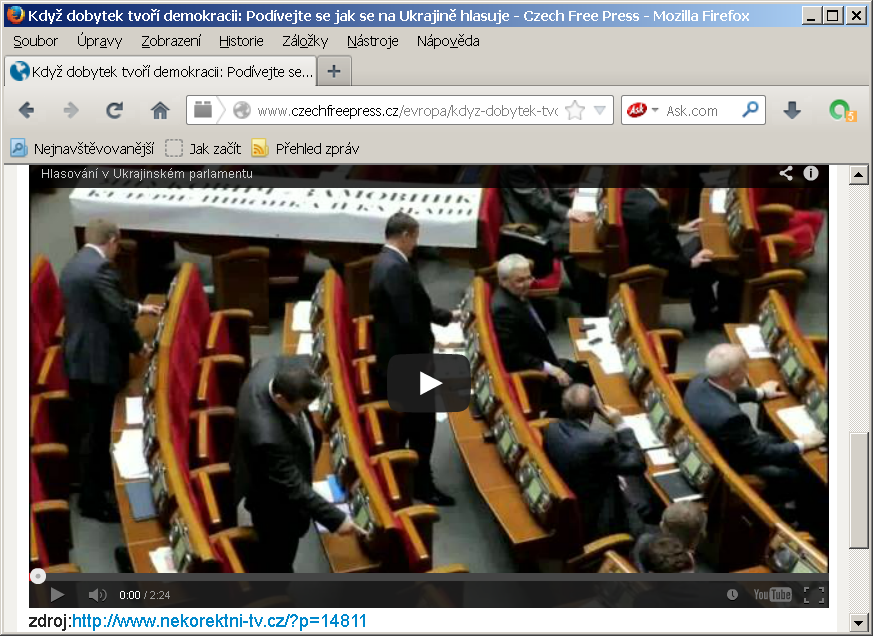 Když dobytek tvoří demokracii: Podívejte se jak se na Ukrajině hlasuje - Czech Free Press - Mozilla Firefox
Soubor Úpravy Zobrazení Historie Záložky Nástroje Nápověda
Když dobytek tvoří demokracii: Podívejte se...
www.czechfreepress.cz/evropa/kdyz-dobytek-tvo
Ask Ask.com
5
Nejnavštěvovanější Jak začít Přehled zpráv
Hlasování v Ukrajinském parlamentu
0:00 / 2:24 YouTube
zdroj:http://www.nekorektni-tv.cz/?p=14811